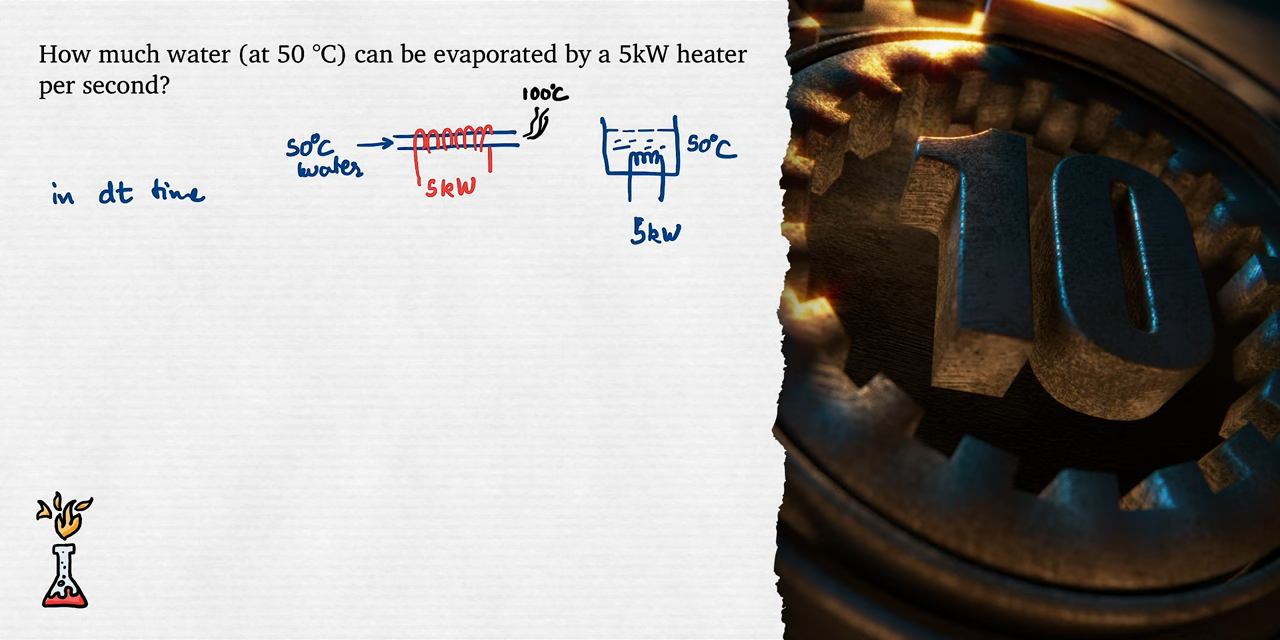 How much water (at 50 °C) can be evaporated by a 5kW heater
per second?
100°C
50°C
water
5kW
50°C
in dt time
5kW
10